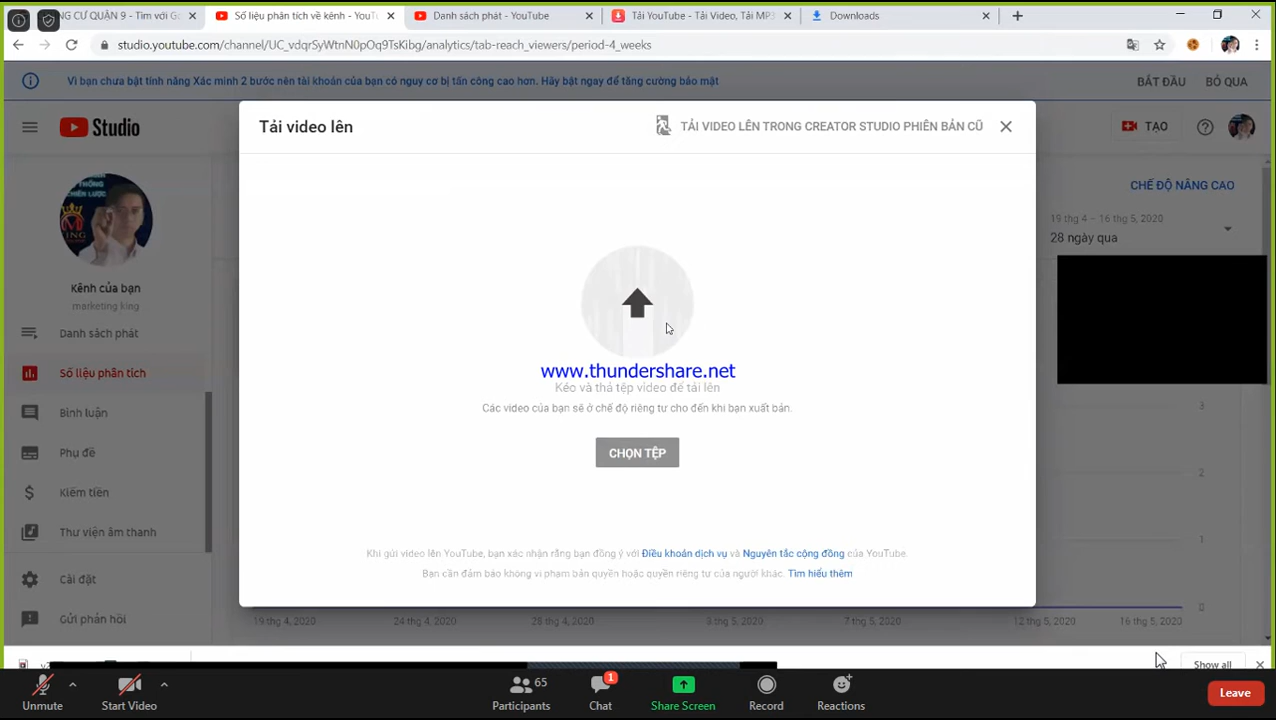 NG CƯ QUẬN 9 - Tìm với Go
Số liệu phân tích về kênh - YouT
Danh sách phát - YouTube
Tải YouTube - Tải Video, Tải MP3
Downloads
studio.youtube.com/channel/UC_vdqrSyWtnN0pOq9TsKibg/analytics/tab-reach_viewers/period-4_weeks
Vì bạn chưa bật tính năng Xác minh 2 bước nên tài khoản của bạn có nguy cơ bị tấn công cao hơn. Hãy bật ngay để tăng cường bảo mật
BẮT ĐẦU
BỎ QUA
Studio
Tải video lên
TẢI VIDEO LÊN TRONG CREATOR STUDIO PHIÊN BẢN CŨ
TẠO
CHẾ ĐỘ NÂNG CAO
19 thg 4 – 16 thg 5, 2020
28 ngày qua
THỐNG
CHIẾN LƯỢC
KING
Kênh của bạn
marketing king
Danh sách phát
Số liệu phân tích
Bình luận
Phụ đề
Kiếm tiền
Thư viện âm thanh
Cài đặt
Gửi phản hồi
www.thundershare.net
Kéo và thả tệp video để tải lên
Các video của bạn sẽ ở chế độ riêng tư cho đến khi bạn xuất bản.
CHỌN TỆP
Khi gửi video lên YouTube, bạn xác nhận rằng bạn đồng ý với Điều khoản dịch vụ và Nguyên tắc cộng đồng của YouTube.
Bạn cần đảm bảo không vi phạm bản quyền hoặc quyền riêng tư của người khác. Tìm hiểu thêm
3
2
1
0
19 thg 4, 2020
24 thg 4, 2020
28 thg 4, 2020
3 thg 5, 2020
7 thg 5, 2020
12 thg 5, 2020
16 thg 5, 2020
Show all
65
1
Unmute
Start Video
Participants
Chat
Share Screen
Record
Reactions
Leave